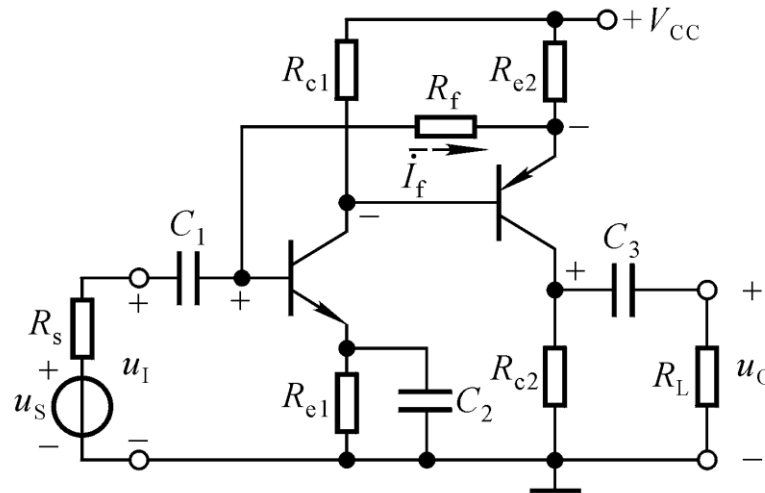 +V_CC
R_c1
R_e2
R_f
−
İ_f
−
C_1
C_3
+
+
+
+
R_s
+
u_I
u_S
−
−
R_e1
C_2
R_c2
R_L
u_O
−